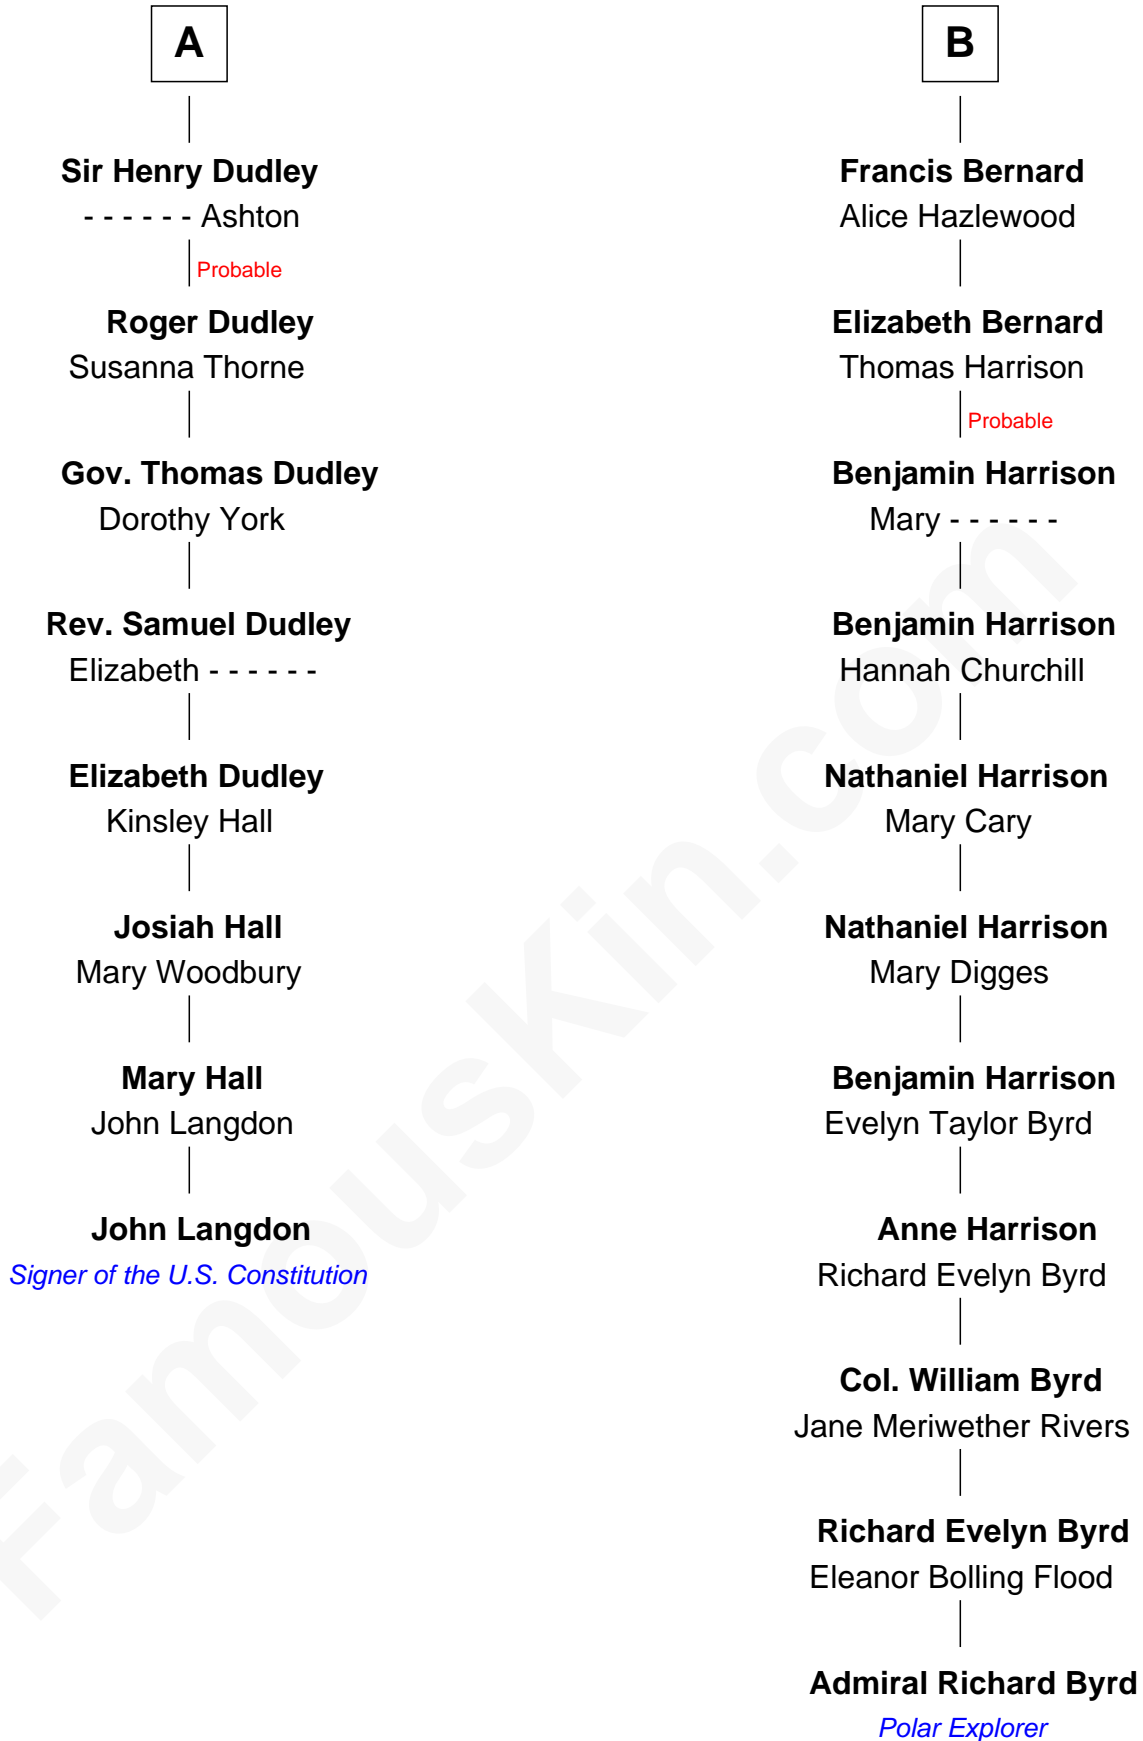 A
Sir Henry Dudley
- - - - - - Ashton
Probable
Roger Dudley
Susanna Thorne
Gov. Thomas Dudley
Dorothy York
Rev. Samuel Dudley
Elizabeth - - - - - -
Elizabeth Dudley
Kinsley Hall
Josiah Hall
Mary Woodbury
Mary Hall
John Langdon
John Langdon
Signer of the U.S. Constitution
B
Francis Bernard
Alice Hazlewood
Elizabeth Bernard
Thomas Harrison
Probable
Benjamin Harrison
Mary - - - - - -
Benjamin Harrison
Hannah Churchill
Nathaniel Harrison
Mary Cary
Nathaniel Harrison
Mary Digges
Benjamin Harrison
Evelyn Taylor Byrd
Anne Harrison
Richard Evelyn Byrd
Col. William Byrd
Jane Meriwether Rivers
Richard Evelyn Byrd
Eleanor Bolling Flood
Admiral Richard Byrd
Polar Explorer
FamousKin.com